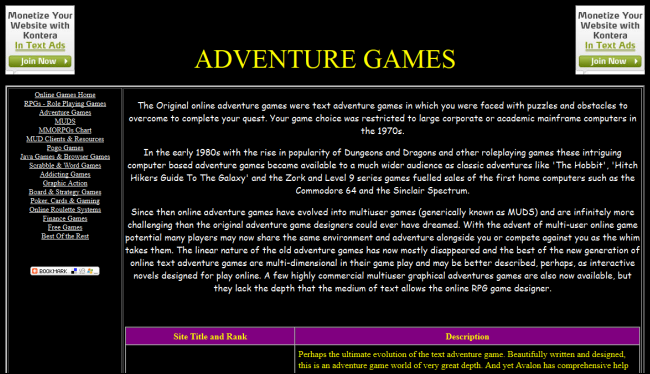 Monetize Your
Website with
Kontera
In Text Ads
Join Now
ADVENTURE GAMES
Monetize Your
Website with
Kontera
In Text Ads
Join Now
Online Games Home
RPGs - Role Playing Games
Adventure Games
MUDS
MMORPGs Chart
MUD Clients & Resources
Pogo Games
Java Games & Browser Games
Scrabble & Word Games
Addicting Games
Graphic Action
Board & Strategy Games
Poker, Cards & Gaming
Online Roulette Systems
Finance Games
Free Games
Best Of the Rest
BOOKMARK
The Original online adventure games were text adventure games in which you were faced with puzzles and obstacles to
overcome to complete your quest. Your game choice was restricted to large corporate or academic mainframe computers in
the 1970s.
In the early 1980s with the rise in popularity of Dungeons and Dragons and other roleplaying games these intriguing
computer based adventure games became available to a much wider audience as classic adventures like 'The Hobbit', 'Hitch
Hikers Guide To The Galaxy' and the Zork and Level 9 series games fuelled sales of the first home computers such as the
Commodore 64 and the Sinclair Spectrum.
Since then online adventure games have evolved into multiuser games (generically known as MUDS) and are infinitely more
challenging than the original adventure game designers could ever have dreamed. With the advent of multi-user online game
potential many players may now share the same environment and adventure alongside you or compete against you as the whim
takes them. The linear nature of the old adventure games has now mostly disappeared and the best of the new generation of
online text adventure games are multi-dimensional in their game play and may be better described, perhaps, as interactive
novels designed for play online. A few highly commercial multiuser graphical adventures games are also now available, but
they lack the depth that the medium of text allows the online RPG game designer.
Site Title and Rank
Description
Perhaps the ultimate evolution of the text adventure game. Beautifully written and designed,
this is an adventure game world of very great depth. And yet Avalon has comprehensive help